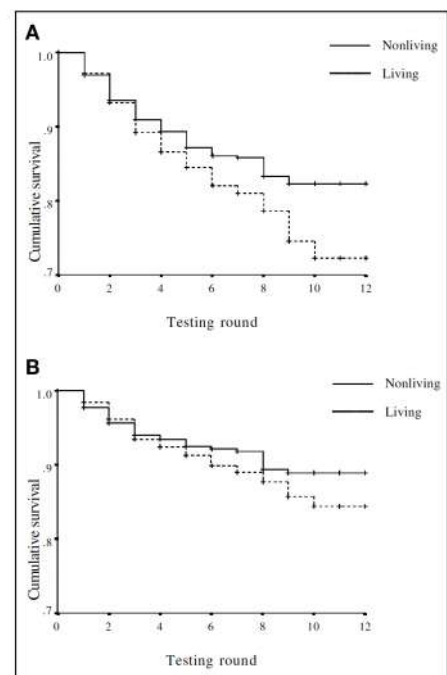 A
Nonliving
Living
1.0
.9
.8
.7
Cumulative survival
0 2 4 6 8 10 12
Testing round
B
Nonliving
Living
1.0
.9
.8
.7
Cumulative survival
0 2 4 6 8 10 12
Testing round